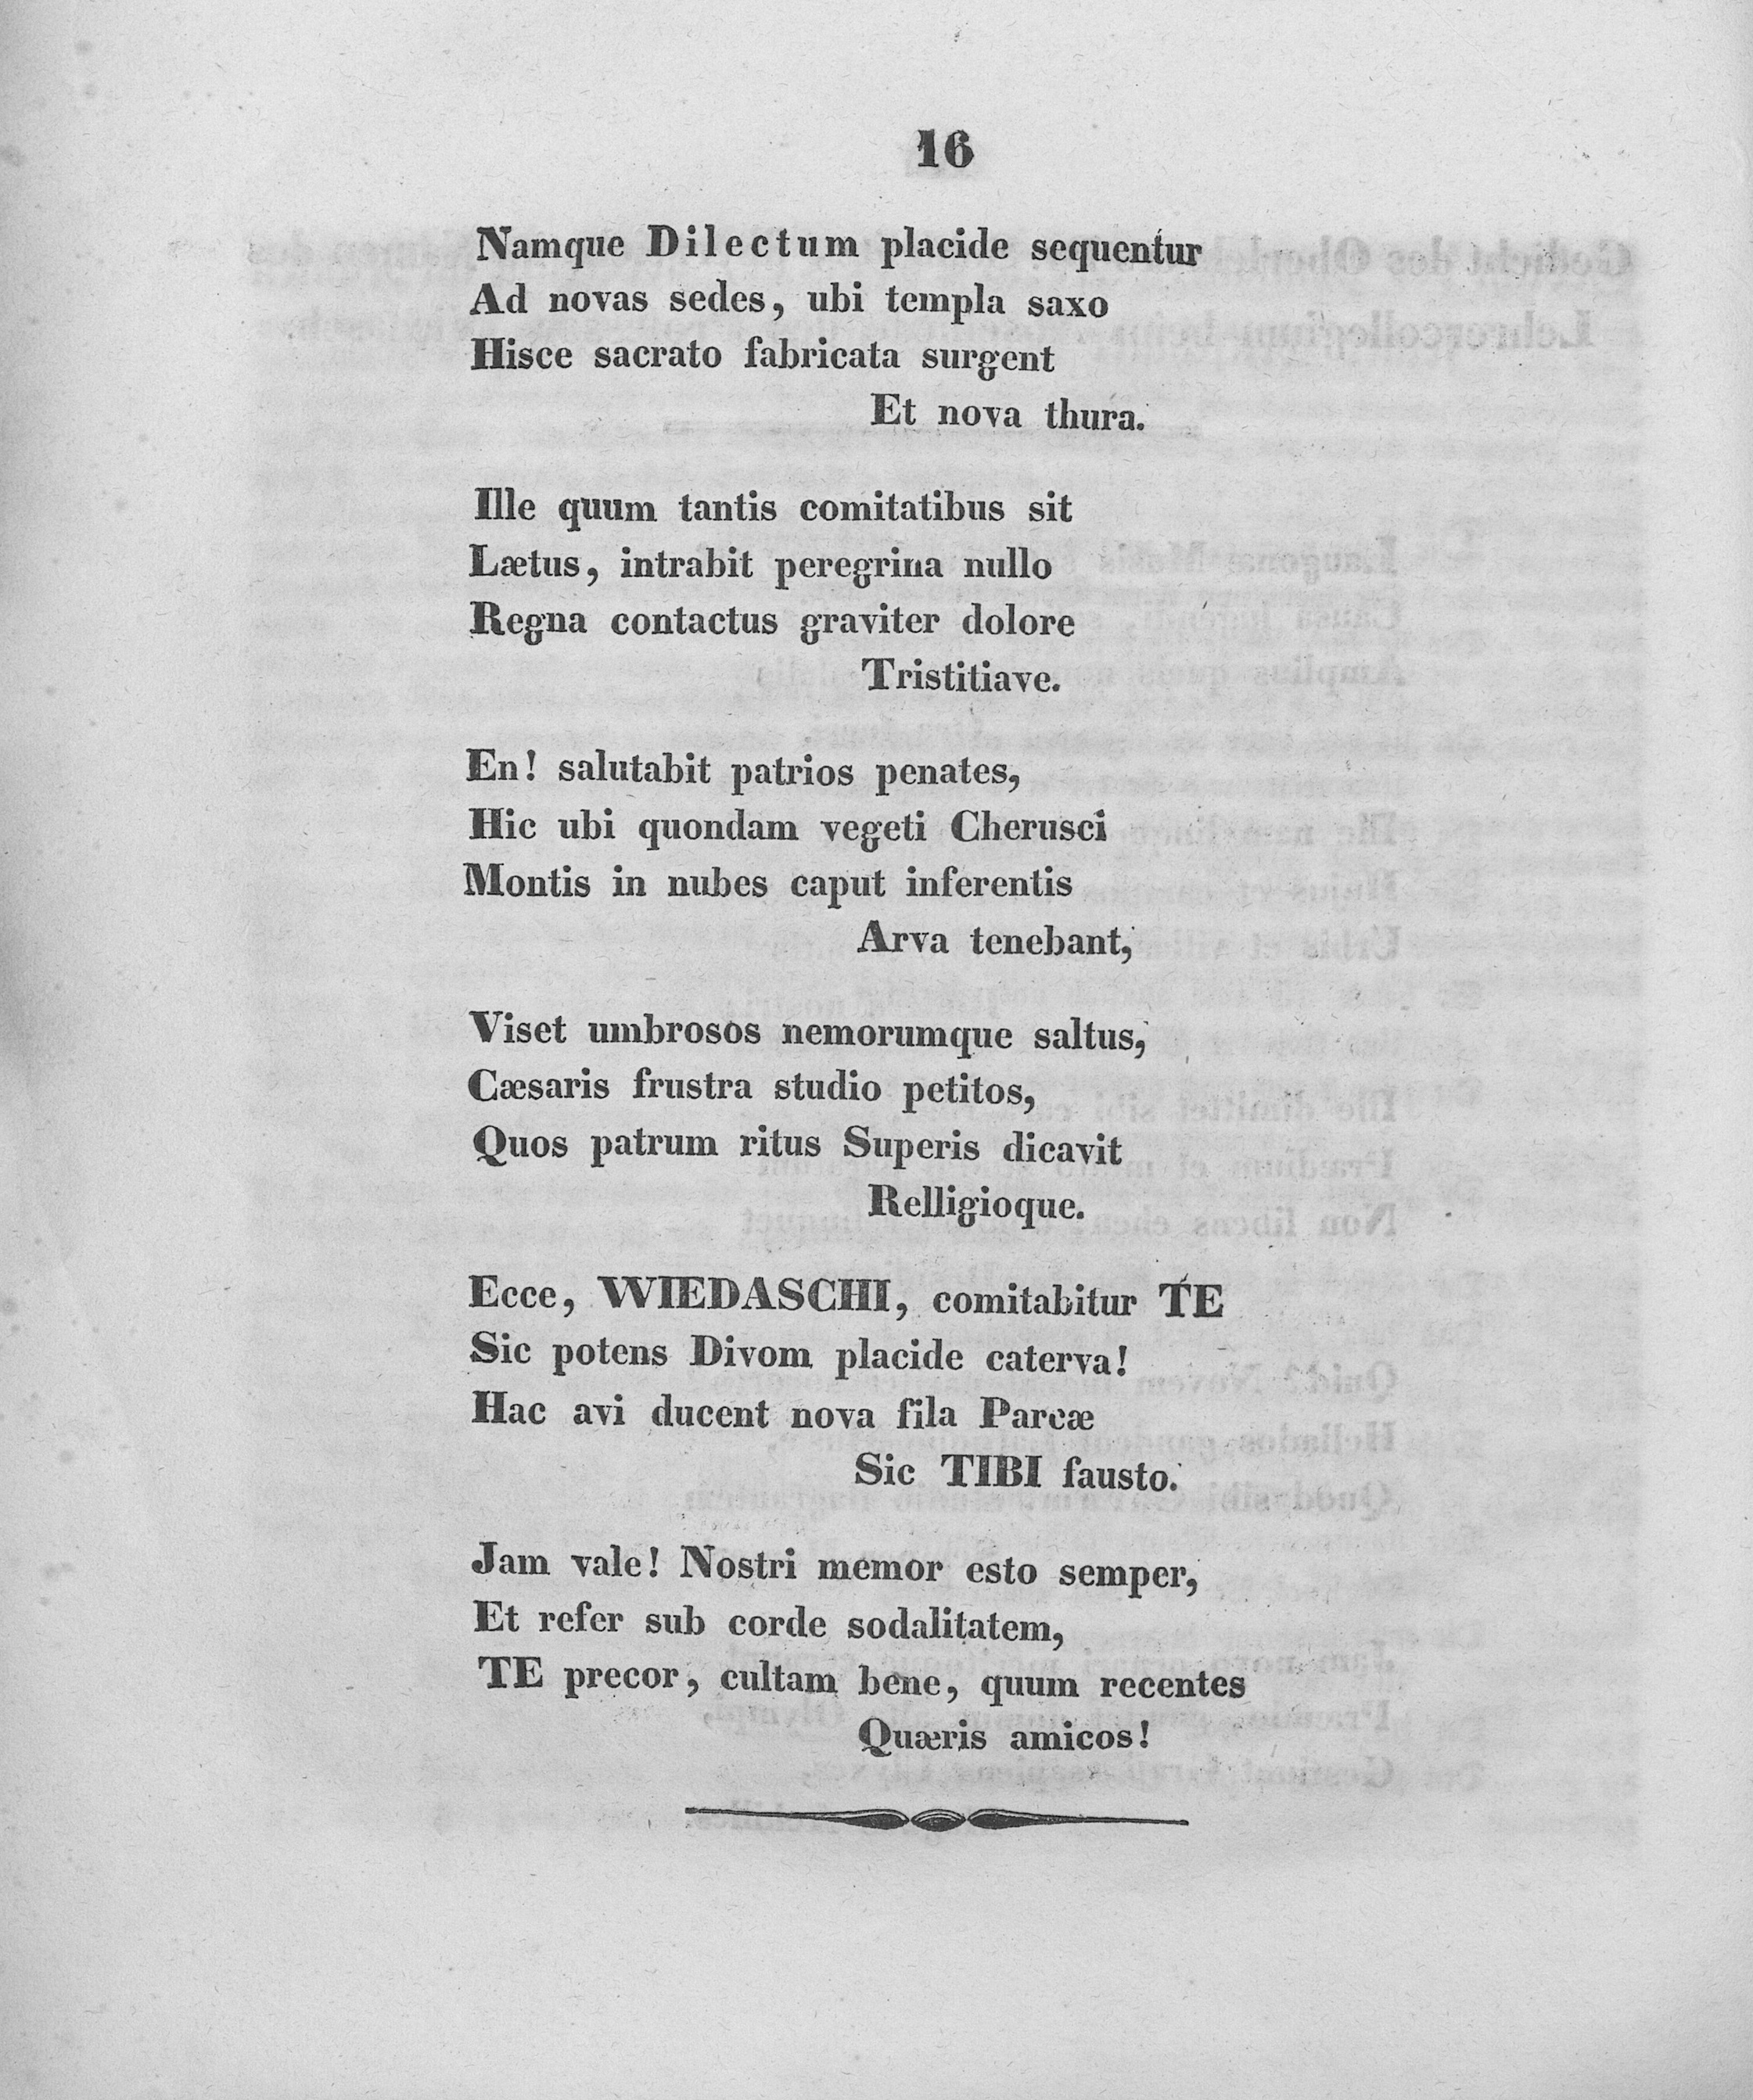 16
Namque Dilectum placide sequentur
Ad novas sedes, ubi templa saxo
Hisce sacrato fabricata surgent
Et nova thura.
Ille quum tantis comitatibus sit
Lætus, intrabit peregrina nullo
Regna contactus graviter dolore
Tristitiave.
En! salutabit patrios penates,
Hic ubi quondam vegeti Cherusci
Montis in nubes caput inferentis
Arva tenebant,
Viset umbrosos nemorumque saltus,
Cæsaris frustra studio petitos,
Quos patrum ritus Superis dicavit
Relligioque.
Ecce, WIEDASCHI, comitabitur TE
Sic potens Divom placide caterva!
Hac avi ducent nova fila Parcæ
Sic TIBI fausto.
Jam vale! Nostri memor esto semper,
Et refer sub corde sodalitatem,
TE precor, cultam bene, quum recentes
Quæris amicos!